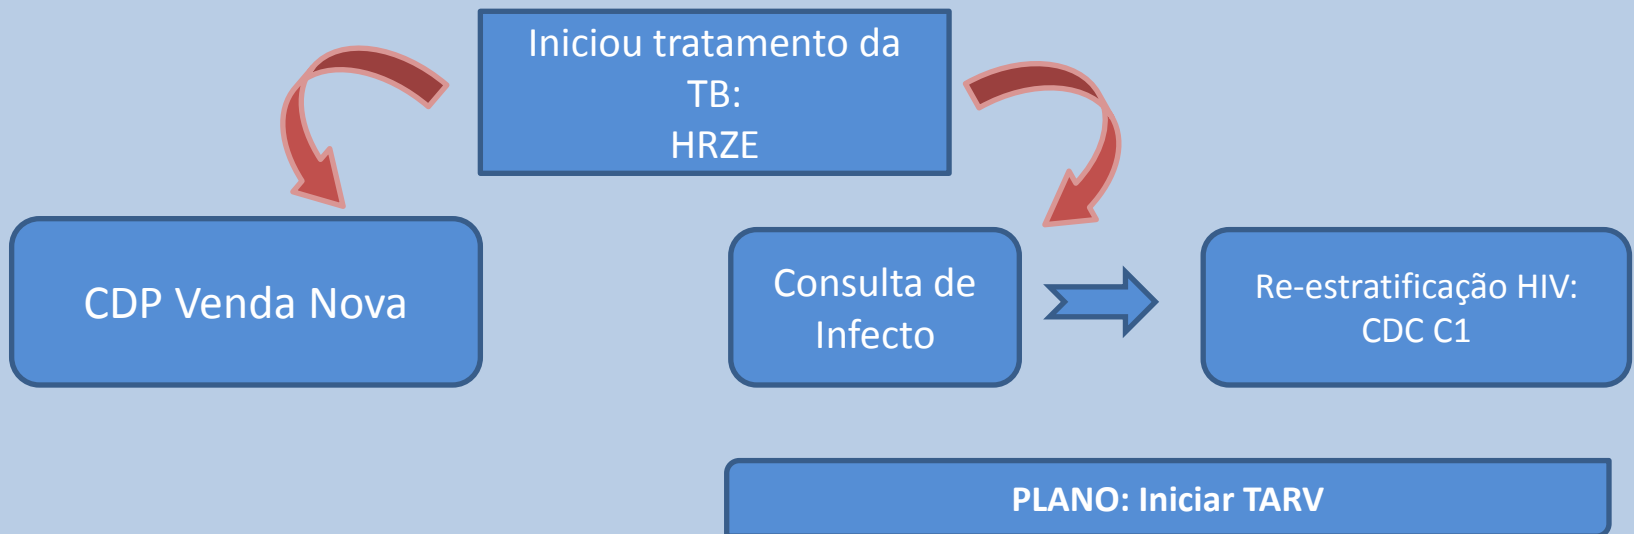 Iniciou tratamento da
TB:
HRZE
CDP Venda Nova
Consulta de
Infecto
Re-estratificação HIV:
CDC C1
PLANO: Iniciar TARV